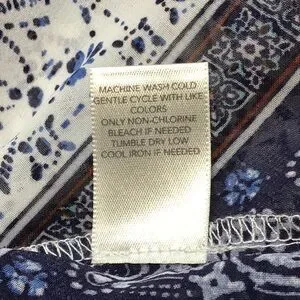 MACHINE WASH COLD
GENTLE CYCLE WITH LIKE
COLORS
ONLY NON-CHLORINE
BLEACH IF NEEDED
TUMBLE DRY LOW
COOL IRON IF NEEDED